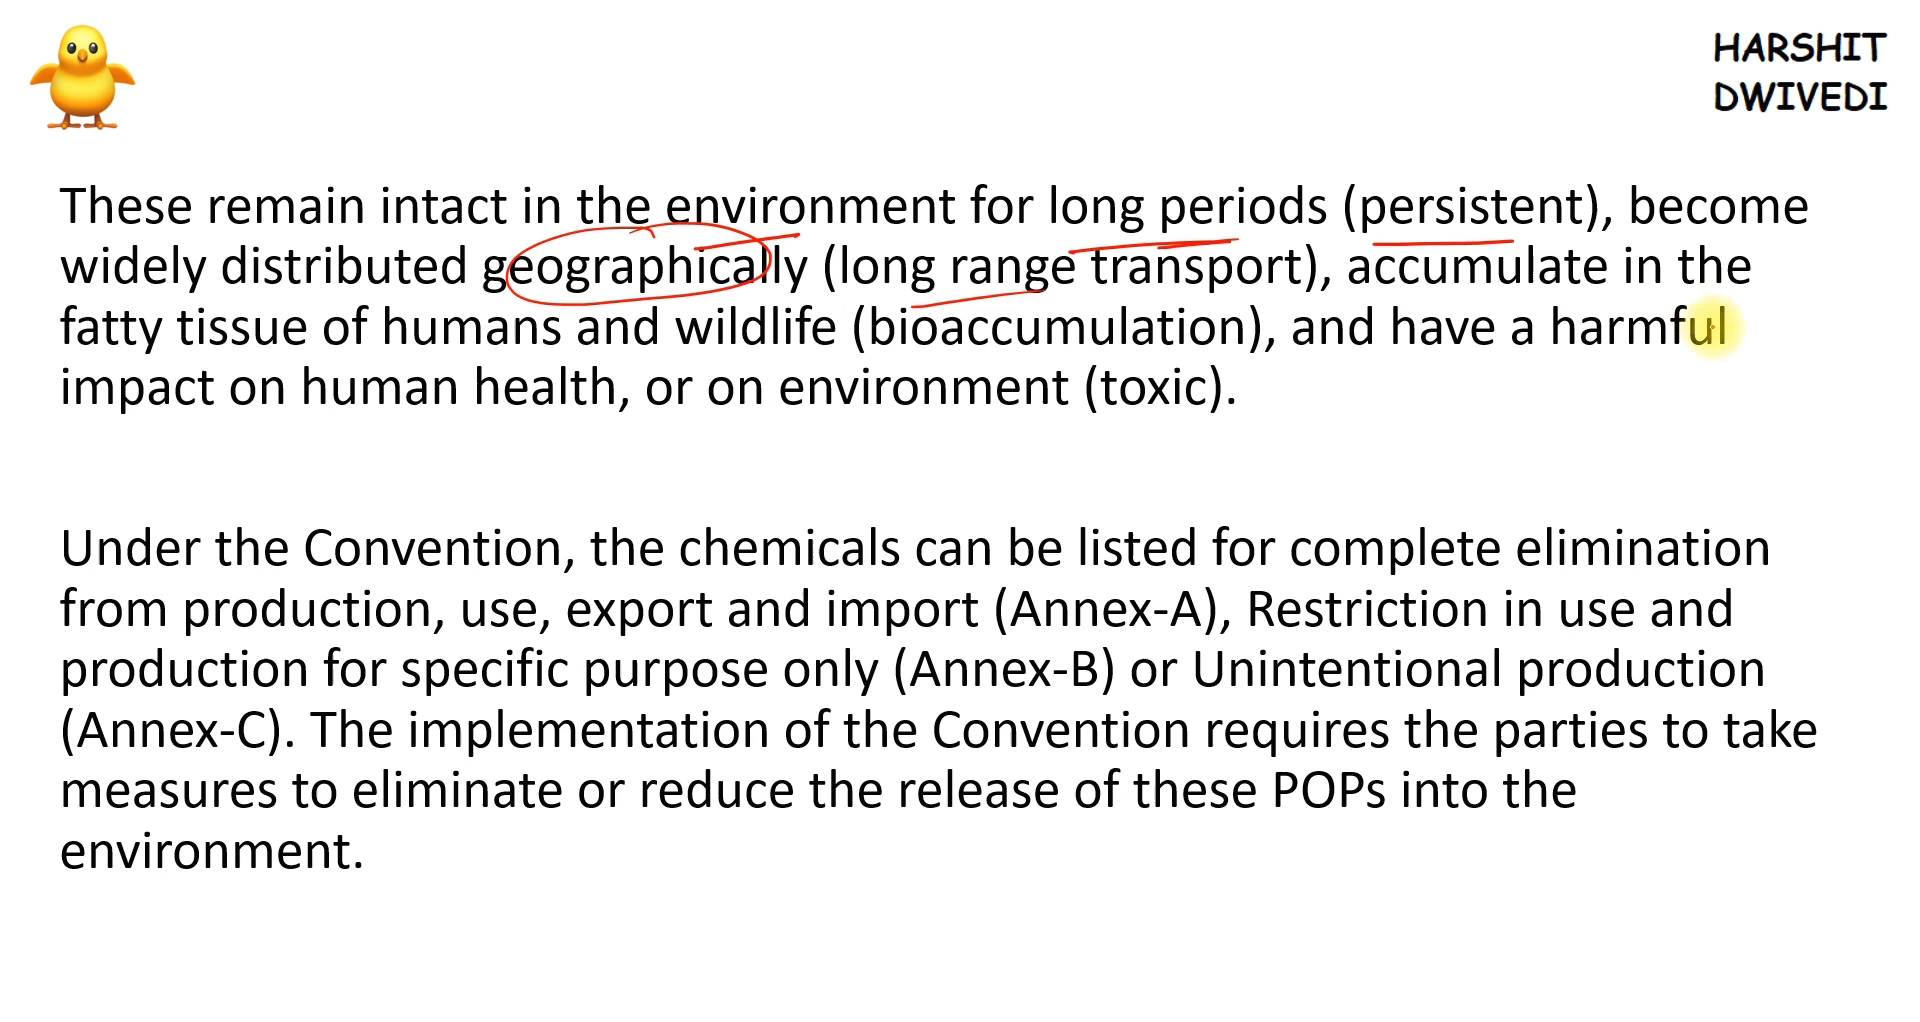 HARSHIT
DWIVEDI
These remain intact in the environment for long periods (persistent), become
widely distributed geographically (long range transport), accumulate in the
fatty tissue of humans and wildlife (bioaccumulation), and have a harmful
impact on human health, or on environment (toxic).
Under the Convention, the chemicals can be listed for complete elimination
from production, use, export and import (Annex-A), Restriction in use and
production for specific purpose only (Annex-B) or Unintentional production
(Annex-C). The implementation of the Convention requires the parties to take
measures to eliminate or reduce the release of these POPs into the
environment.